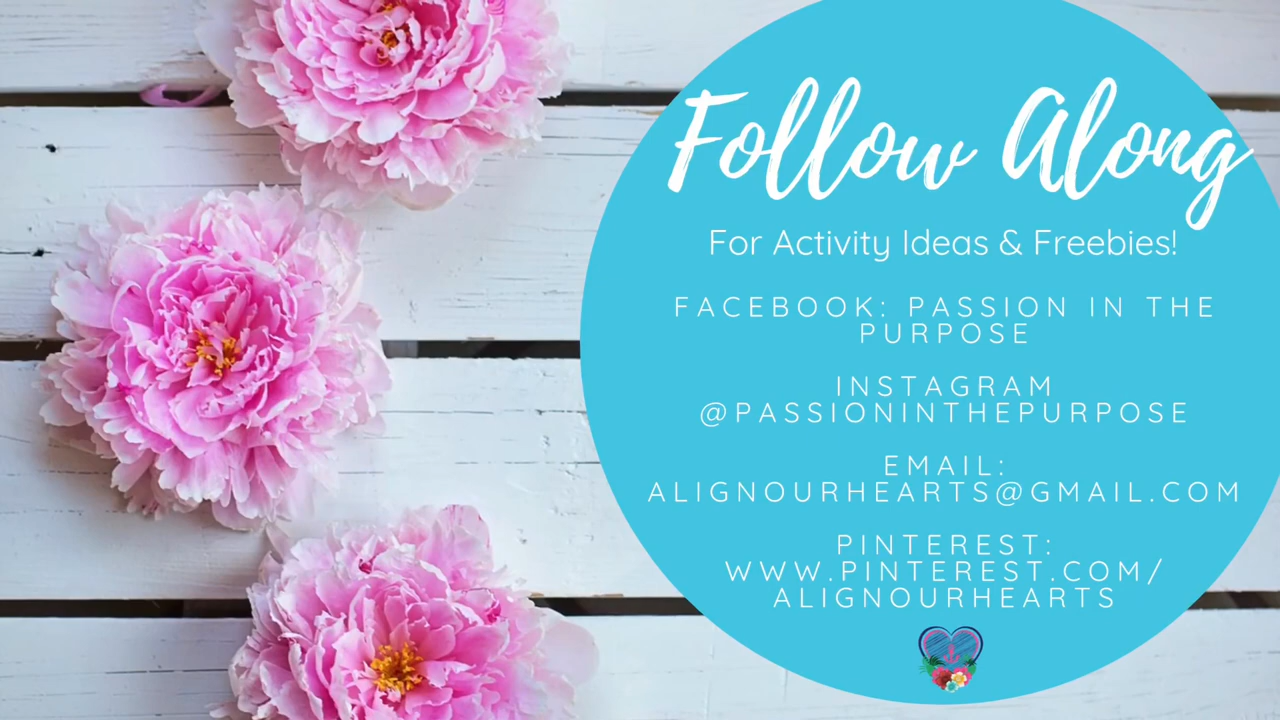 Follow Along
For Activity Ideas & Freebies!
FACEBOOK: PASSION IN THE
PURPOSE
INSTAGRAM
@PASSIONINTHEPURPOSE
EMAIL:
ALIGNOURHEARTS@GMAIL.COM
PINTEREST:
WWW.PINTEREST.COM/
ALIGNOURHEARTS